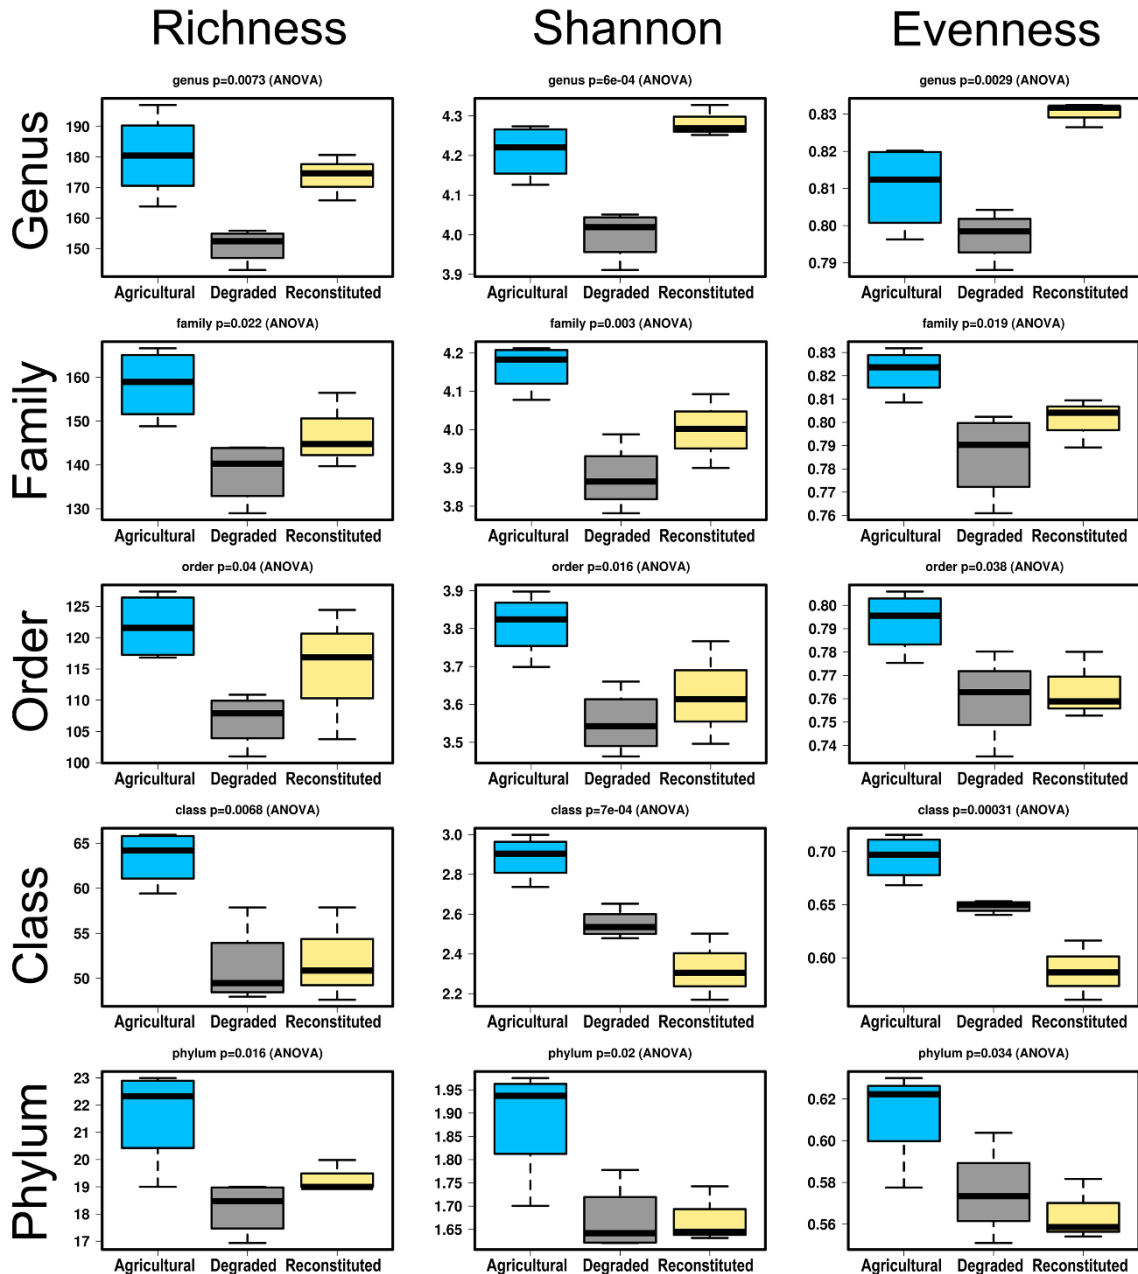 Richness Shannon Evenness
Genus
genus p=0.0073 (ANOVA)
190
180
170
160
150
Agricultural Degraded Reconstituted
genus p=6e-04 (ANOVA)
4.3
4.2
4.1
4.0
3.9
Agricultural Degraded Reconstituted
genus p=0.0029 (ANOVA)
0.83
0.82
0.81
0.80
0.79
Agricultural Degraded Reconstituted
Family
family p=0.022 (ANOVA)
160
150
140
130
Agricultural Degraded Reconstituted
family p=0.003 (ANOVA)
4.2
4.1
4.0
3.9
3.8
Agricultural Degraded Reconstituted
family p=0.019 (ANOVA)
0.83
0.82
0.81
0.80
0.79
0.78
0.77
0.76
Agricultural Degraded Reconstituted
Order
order p=0.04 (ANOVA)
125
120
115
110
105
100
Agricultural Degraded Reconstituted
order p=0.016 (ANOVA)
3.9
3.8
3.7
3.6
3.5
Agricultural Degraded Reconstituted
order p=0.038 (ANOVA)
0.80
0.79
0.78
0.77
0.76
0.75
0.74
Agricultural Degraded Reconstituted
Class
class p=0.0068 (ANOVA)
65
60
55
50
Agricultural Degraded Reconstituted
class p=7e-04 (ANOVA)
3.0
2.8
2.6
2.4
2.2
Agricultural Degraded Reconstituted
class p=0.00031 (ANOVA)
0.70
0.65
0.60
Agricultural Degraded Reconstituted
Phylum
phylum p=0.016 (ANOVA)
23
22
21
20
19
18
17
Agricultural Degraded Reconstituted
phylum p=0.02 (ANOVA)
1.95
1.90
1.85
1.80
1.75
1.70
1.65
Agricultural Degraded Reconstituted
phylum p=0.034 (ANOVA)
0.62
0.60
0.58
0.56
Agricultural Degraded Reconstituted